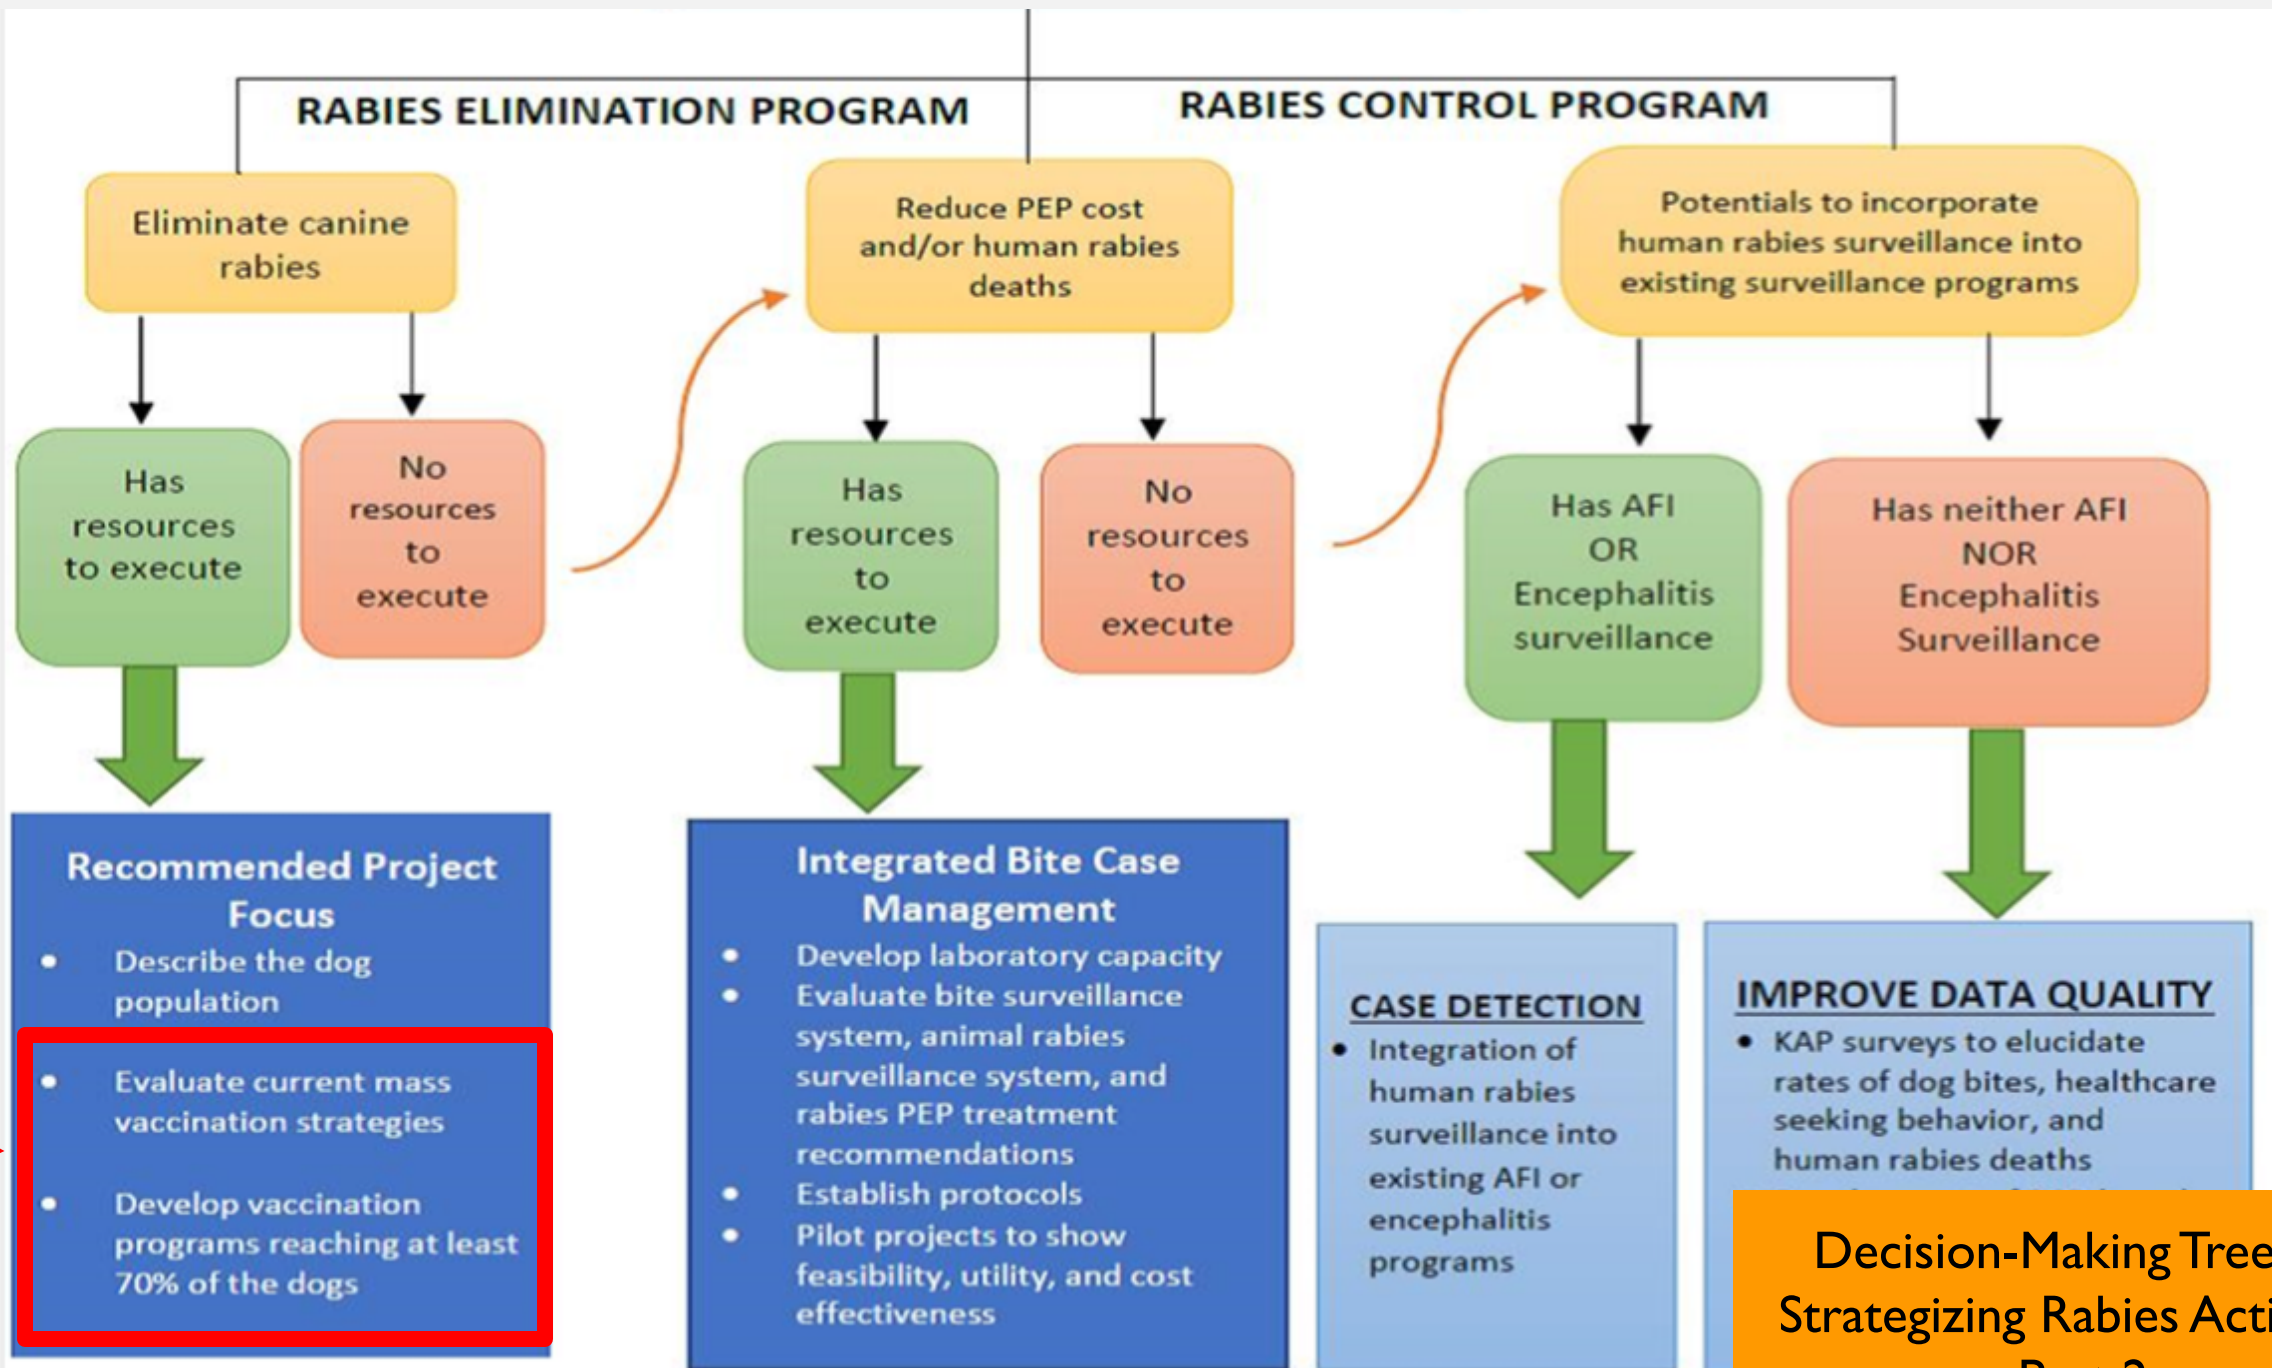 RABIES ELIMINATION PROGRAM
RABIES CONTROL PROGRAM
Eliminate canine
rabies
Reduce PEP cost
and/or human rabies
deaths
Potentials to incorporate
human rabies surveillance into
existing surveillance programs
Has
resources
to execute
No
resources
to
execute
Has
resources
to
execute
No
resources
to
execute
Has AFI
OR
Encephalitis
surveillance
Has neither AFI
NOR
Encephalitis
Surveillance
Recommended Project
Focus
• Describe the dog
population
• Evaluate current mass
vaccination strategies
• Develop vaccination
programs reaching at least
70% of the dogs
Integrated Bite Case
Management
• Develop laboratory capacity
• Evaluate bite surveillance
system, animal rabies
surveillance system, and
rabies PEP treatment
recommendations
• Establish protocols
• Pilot projects to show
feasibility, utility, and cost
effectiveness
CASE DETECTION
• Integration of
human rabies
surveillance into
existing AFI or
encephalitis
programs
IMPROVE DATA QUALITY
• KAP surveys to elucidate
rates of dog bites, healthcare
seeking behavior, and
human rabies deaths
Decision-Making Tree
Strategizing Rabies Acti